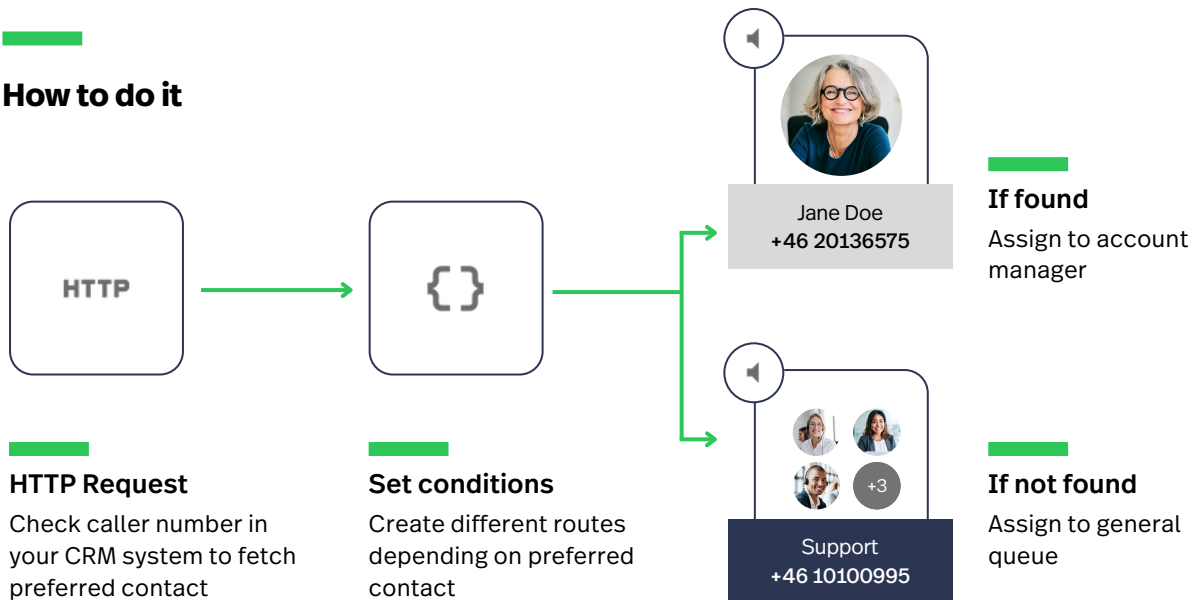 How to do it
HTTP
HTTP Request
Check caller number in
your CRM system to fetch
preferred contact
{}
Set conditions
Create different routes
depending on preferred
contact
Jane Doe
+46 20136575
If found
Assign to account
manager
+3
Support
+46 10100995
If not found
Assign to general
queue